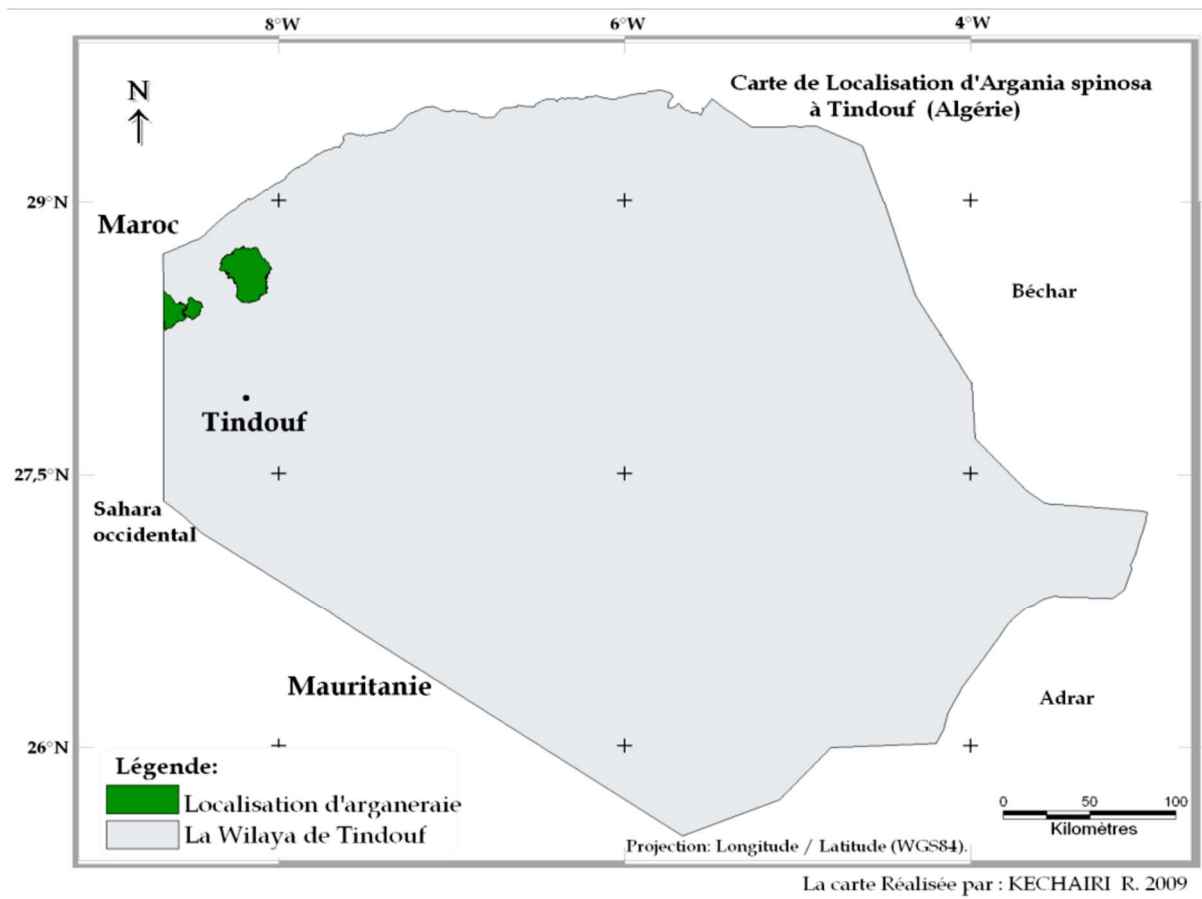 8°W 6°W 4°W
N
Carte de Localisation d'Argania spinosa
à Tindouf (Algérie)
29°N
Maroc
Béchar
Tindouf
27,5°N
Sahara
occidental
Mauritanie
Adrar
26°N
Légende:
Localisation d'arganeraie
La Wilaya de Tindouf
0 50 100
Kilomètres
Projection: Longitude / Latitude (WGS84).
La carte Réalisée par : KECHAIRI R. 2009